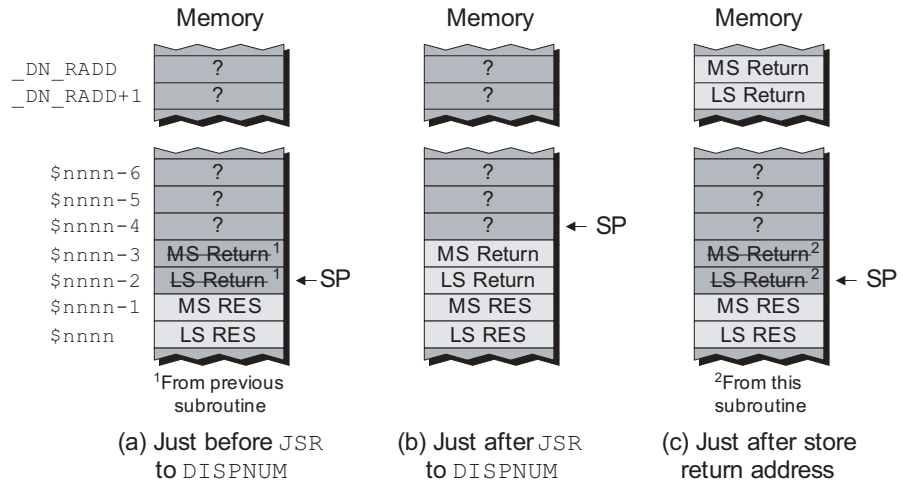 Memory Memory Memory
_DN_RADD ? ? MS Return
_DN_RADD+1 ? ? LS Return
$nnnn-6 ? ? ?
$nnnn-5 ? ? ?
$nnnn-4 ? ? ← SP ?
$nnnn-3 MS Return¹ MS Return MS Return²
$nnnn-2 LS Return¹ ← SP LS Return LS Return² ← SP
$nnnn-1 MS RES MS RES MS RES
$nnnn LS RES LS RES LS RES
¹From previous
subroutine
²From this
subroutine
(a) Just before JSR
to DISPNUM
(b) Just after JSR
to DISPNUM
(c) Just after store
return address